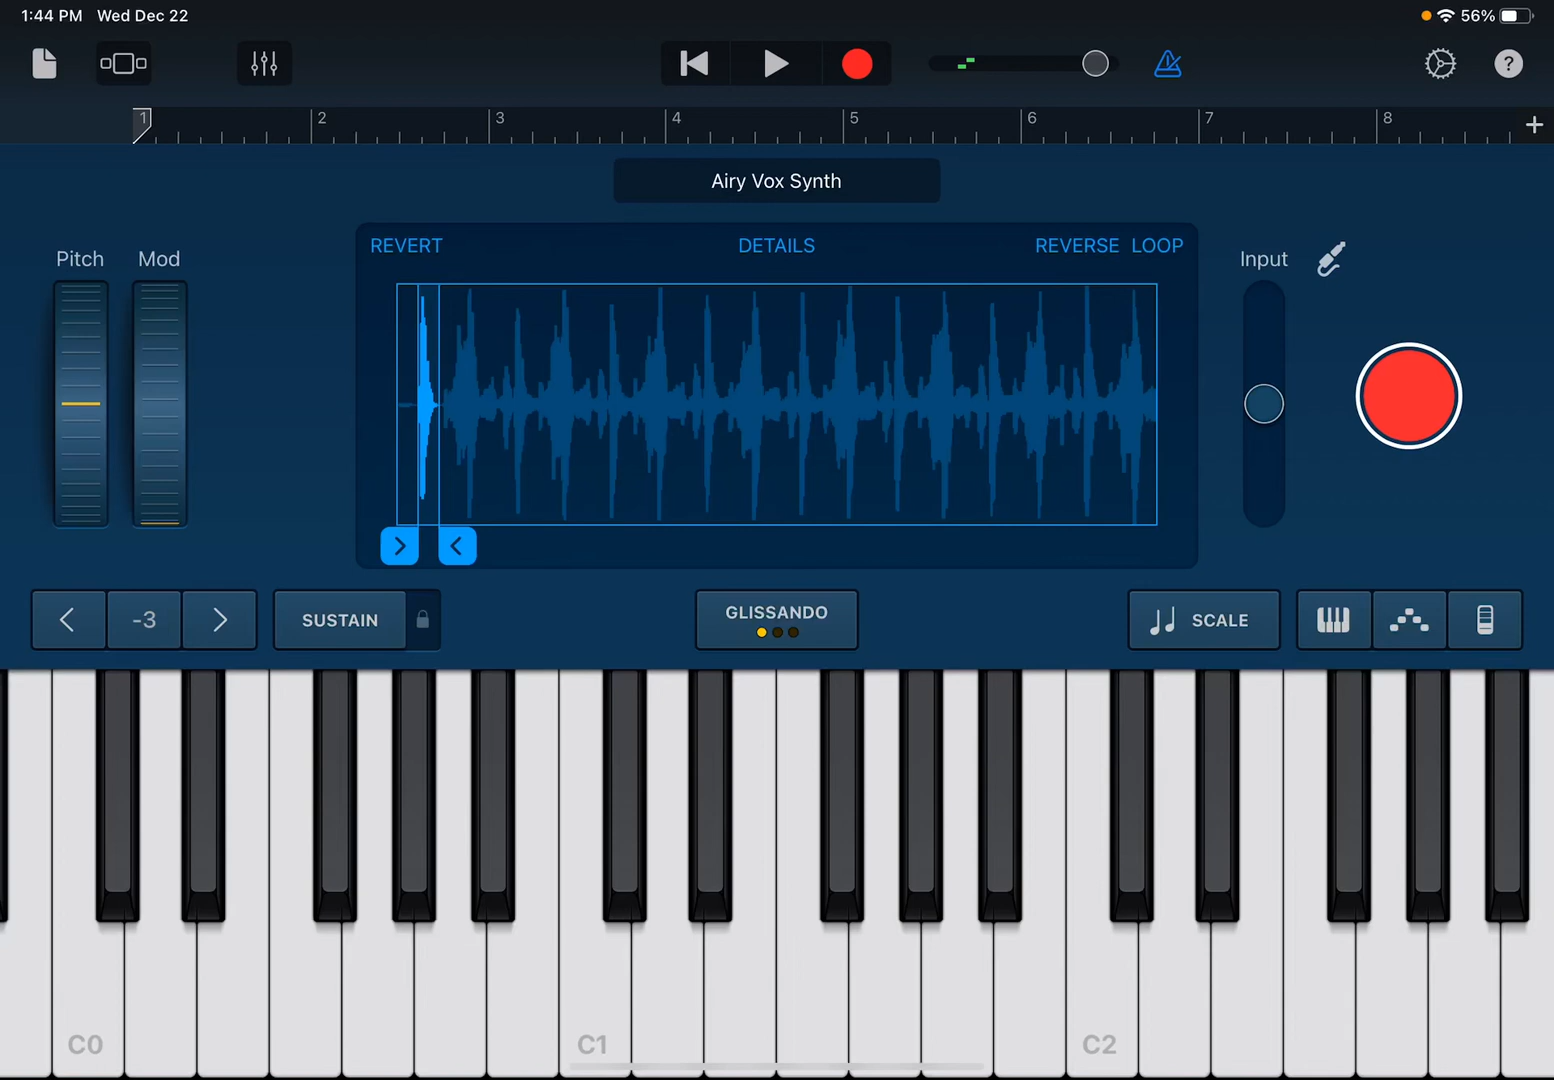 1:44 PM Wed Dec 22
56%
?
1 2 3 4 5 6 7 8 +
Airy Vox Synth
REVERT DETAILS REVERSE LOOP
Pitch Mod
Input
-3
SUSTAIN
GLISSANDO
SCALE
C0 C1 C2